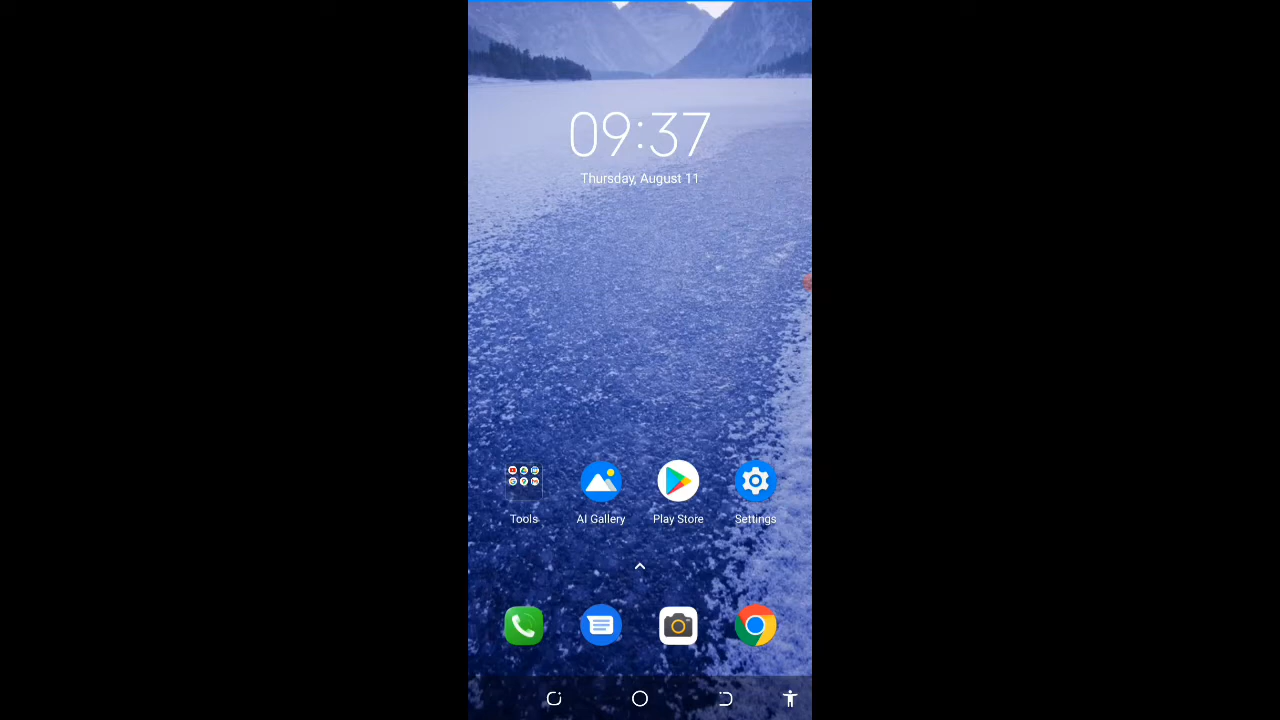 09:37
Thursday, August 11
Tools
AI Gallery
Play Store
Settings